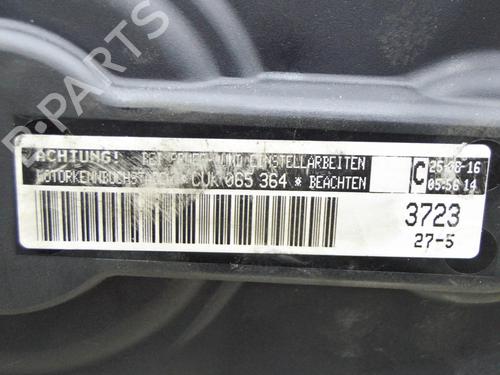 B-PARTS
ACHTUNG! BEI PRUEF- UND EINSTELLARBEITEN
MOTORKENNBUCHSTABEN CUK 065 364 * BEACHTEN
C
25-08-16
05:56 14
3723
27-5